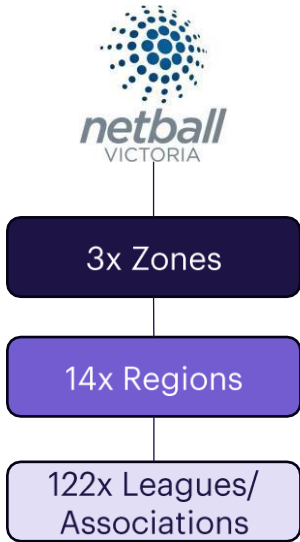 netball
VICTORIA
3x Zones
14x Regions
122x Leagues/
Associations